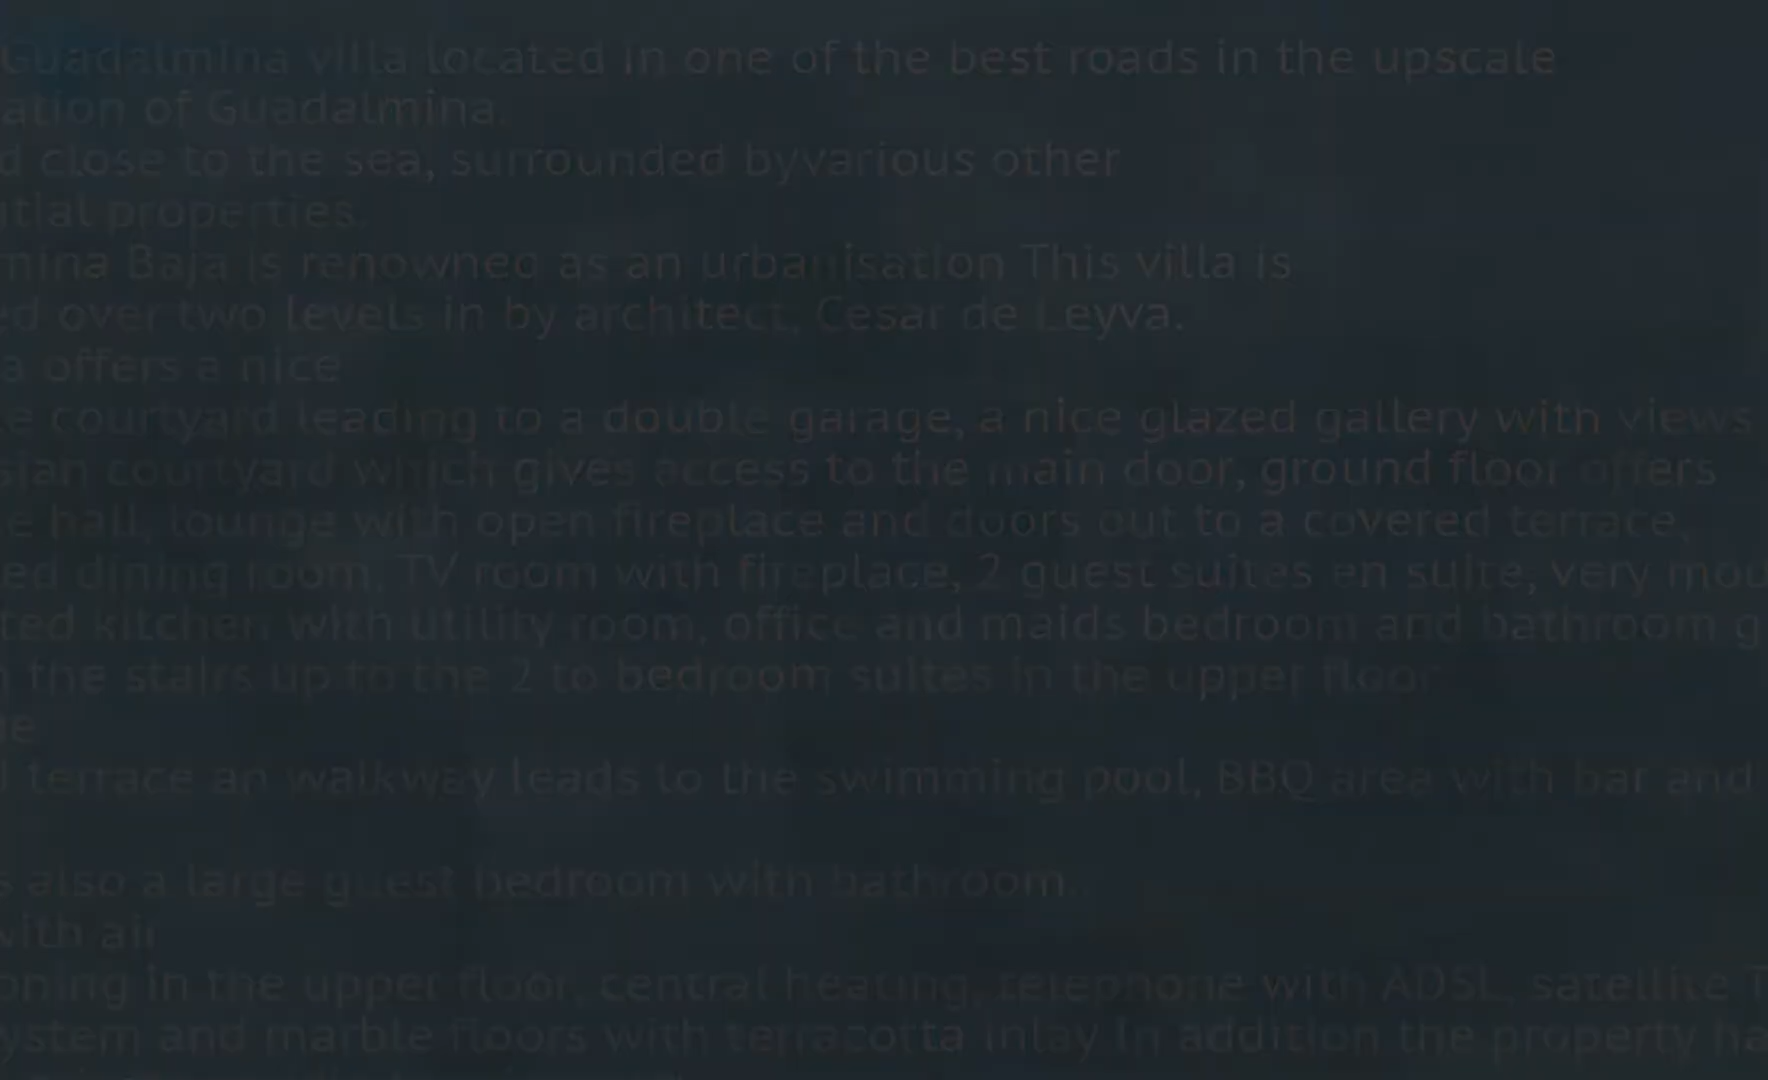 Guadalmina villa located in one of the best roads in the upscale
ation of Guadalmina.
d close to the sea, surrounded byvarious other
ntial properties.
mina Baja is renowned as an urbanisation This villa is
ed over two levels in by architect, Cesar de Leyva.
a offers a nice
te courtyard leading to a double garage, a nice glazed gallery with views
sian courtyard which gives access to the main door, ground floor offers
e hall, lounge with open fireplace and doors out to a covered terrace,
ed dining room, TV room with fireplace, 2 guest suites en suite, very mou
tted kitchen with utility room, office and maids bedroom and bathroom g
the stairs up to the 2 to bedroom suites in the upper floor
ue
d terrace an walkway leads to the swimming pool, BBQ area with bar and
s also a large guest bedroom with bathroom.
with air
oning in the upper floor, central heating, telephone with ADSL, satellite T
ystem and marble floors with terracotta inlay In addition the property ha